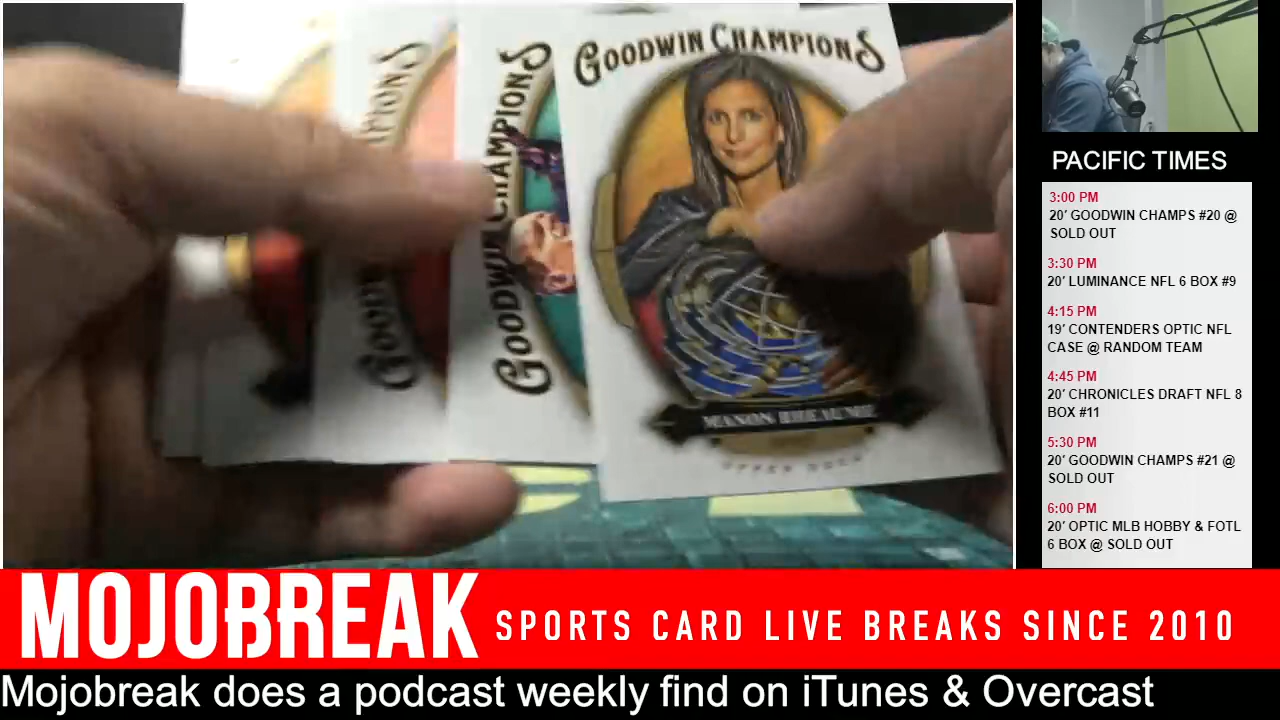 GOODWIN CHAMPIONS
GOODWIN CHAMPIONS
UPPER DECK
PACIFIC TIMES
3:00 PM
20' GOODWIN CHAMPS #20 @
SOLD OUT
3:30 PM
20' LUMINANCE NFL 6 BOX #9
4:15 PM
19' CONTENDERS OPTIC NFL
CASE @ RANDOM TEAM
4:45 PM
20' CHRONICLES DRAFT NFL 8
BOX #11
5:30 PM
20' GOODWIN CHAMPS #21 @
SOLD OUT
6:00 PM
20' OPTIC MLB HOBBY & FOTL
6 BOX @ SOLD OUT
MOJOBREAK
SPORTS CARD LIVE BREAKS SINCE 2010
Mojobreak does a podcast weekly find on iTunes & Overcast